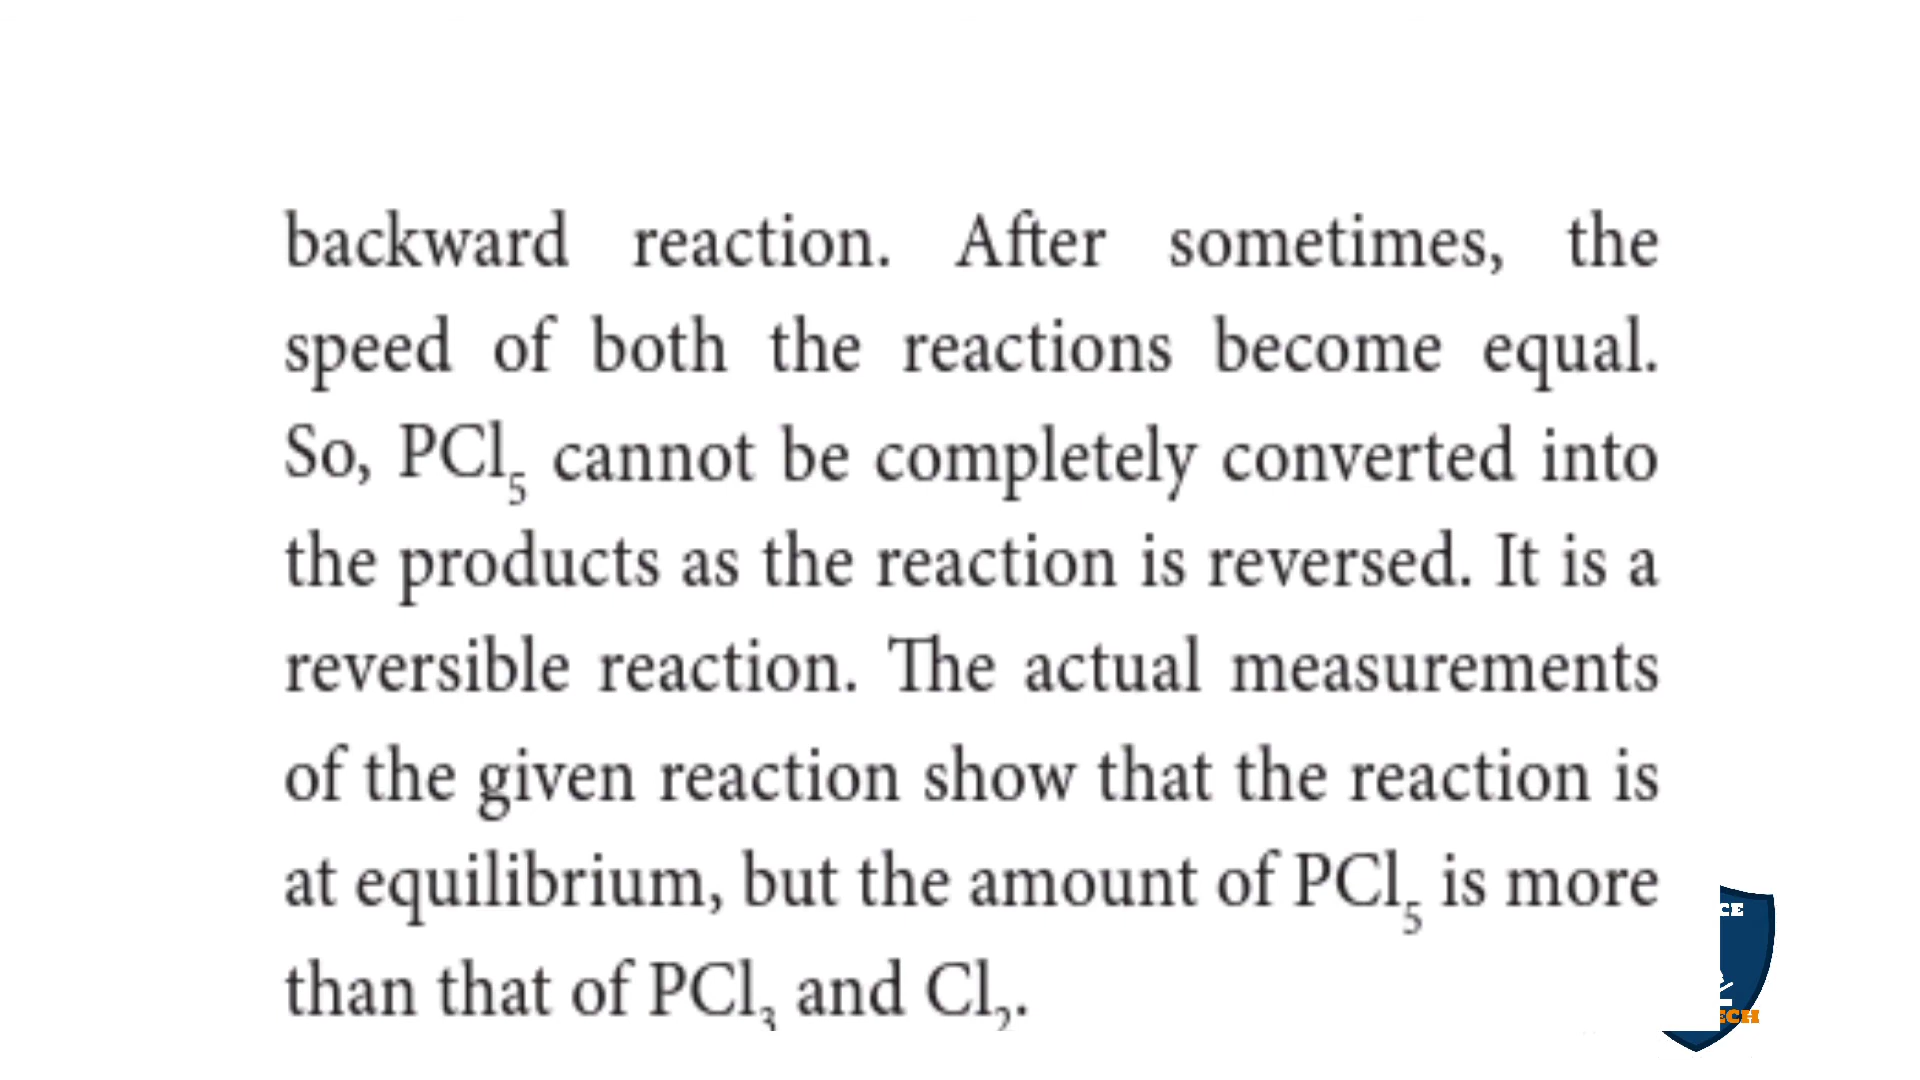 backward reaction. After sometimes, the
speed of both the reactions become equal.
So, PCl₅ cannot be completely converted into
the products as the reaction is reversed. It is a
reversible reaction. The actual measurements
of the given reaction show that the reaction is
at equilibrium, but the amount of PCl₅ is more
than that of PCl₃ and Cl₂.
CE
ECH